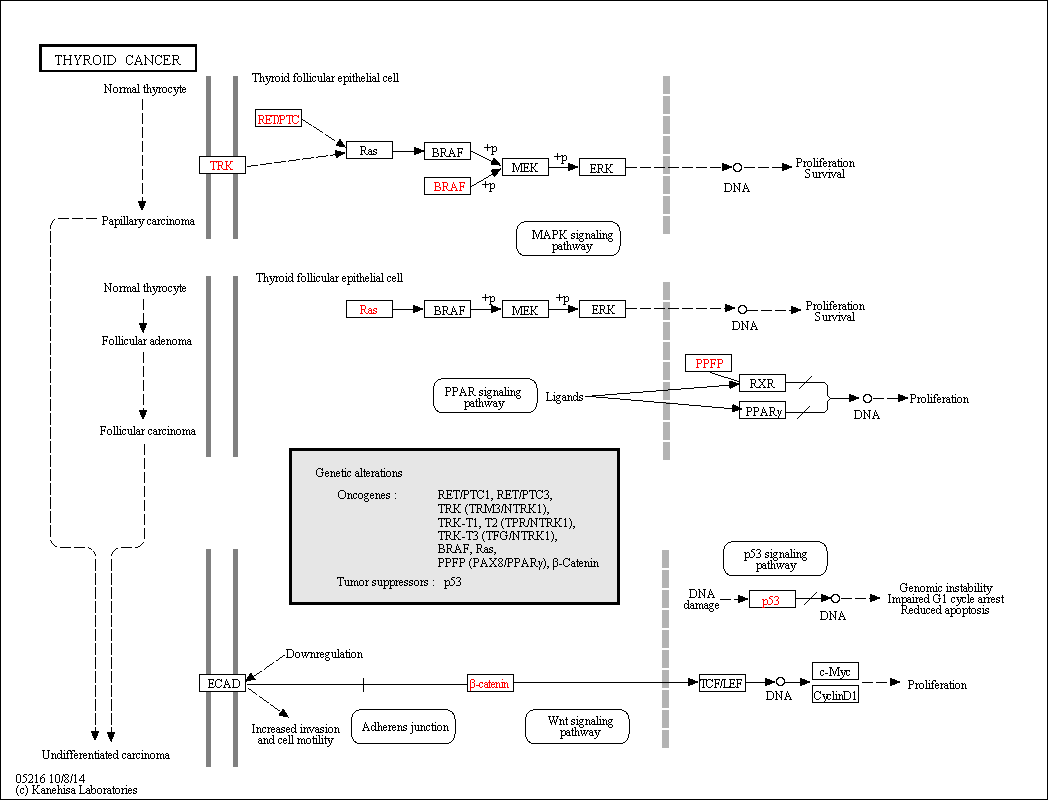 THYROID CANCER
Normal thyrocyte
Thyroid follicular epithelial cell
RET/PTC
TRK
Ras
BRAF
+p
BRAF
+p
MEK
+p
ERK
DNA
Proliferation
Survival
Papillary carcinoma
MAPK signaling
pathway
Normal thyrocyte
Thyroid follicular epithelial cell
Ras
BRAF
+p
MEK
+p
ERK
DNA
Proliferation
Survival
Follicular adenoma
PPFP
RXR
PPAR signaling
pathway
Ligands
PPARγ
DNA
Proliferation
Follicular carcinoma
Genetic alterations
Oncogenes :
RET/PTC1, RET/PTC3,
TRK (TRM3/NTRK1),
TRK-T1, T2 (TPR/NTRK1),
TRK-T3 (TFG/NTRK1),
BRAF, Ras,
PPFP (PAX8/PPARγ), β-Catenin
Tumor suppressors : p53
p53 signaling
pathway
DNA
damage
p53
DNA
Genomic instability
Impaired G1 cycle arrest
Reduced apoptosis
Downregulation
ECAD
β-catenin
TCF/LEF
DNA
c-Myc
CyclinD1
Proliferation
Increased invasion
and cell motility
Adherens junction
Wnt signaling
pathway
Undifferentiated carcinoma
05216 10/8/14
(c) Kanehisa Laboratories